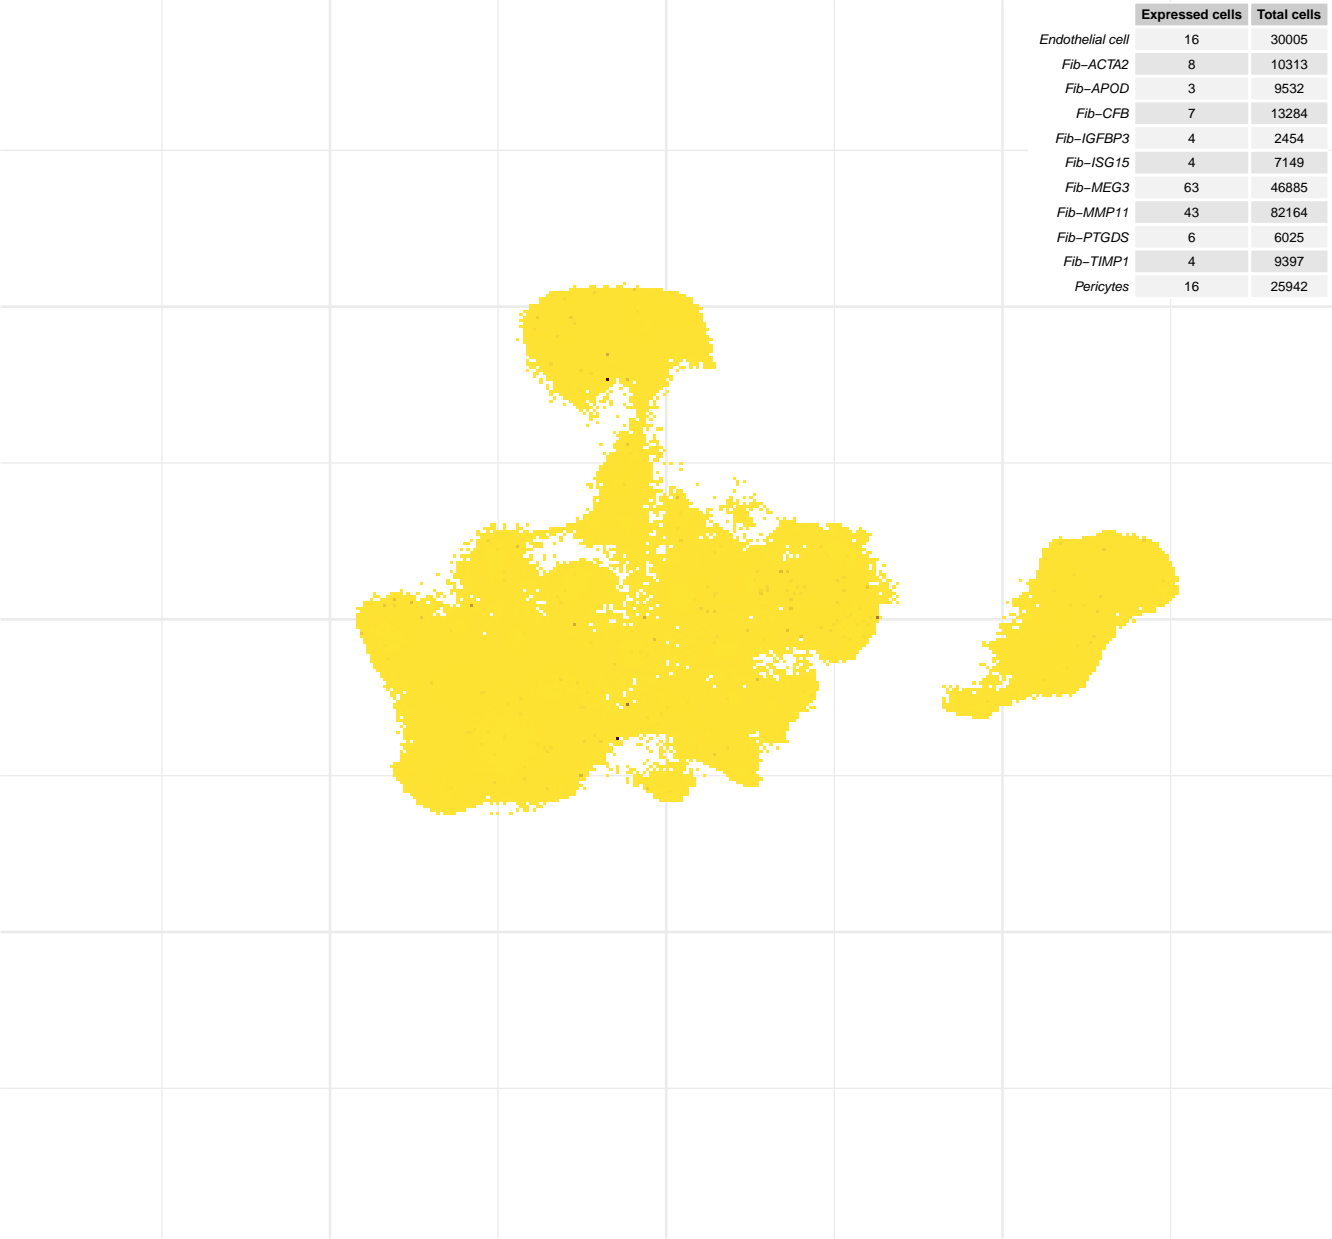 Expressed cells Total cells
Endothelial cell 16 30005
Fib−ACTA2 8 10313
Fib−APOD 3 9532
Fib−CFB 7 13284
Fib−IGFBP3 4 2454
Fib−ISG15 4 7149
Fib−MEG3 63 46885
Fib−MMP11 43 82164
Fib−PTGDS 6 6025
Fib−TIMP1 4 9397
Pericytes 16 25942